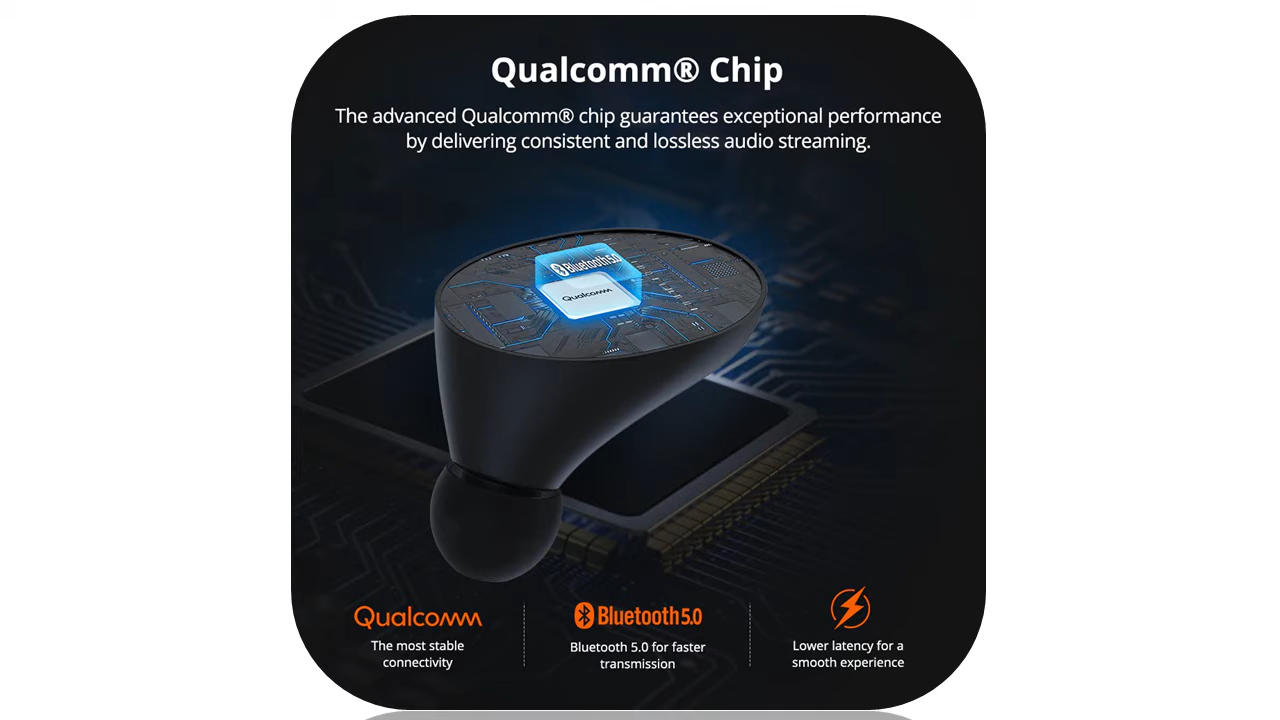 Qualcomm® Chip
The advanced Qualcomm® chip guarantees exceptional performance
by delivering consistent and lossless audio streaming.
Bluetooth5.0
Qualcomm
Qualcomm
The most stable
connectivity
Bluetooth5.0
Bluetooth 5.0 for faster
transmission
Lower latency for a
smooth experience